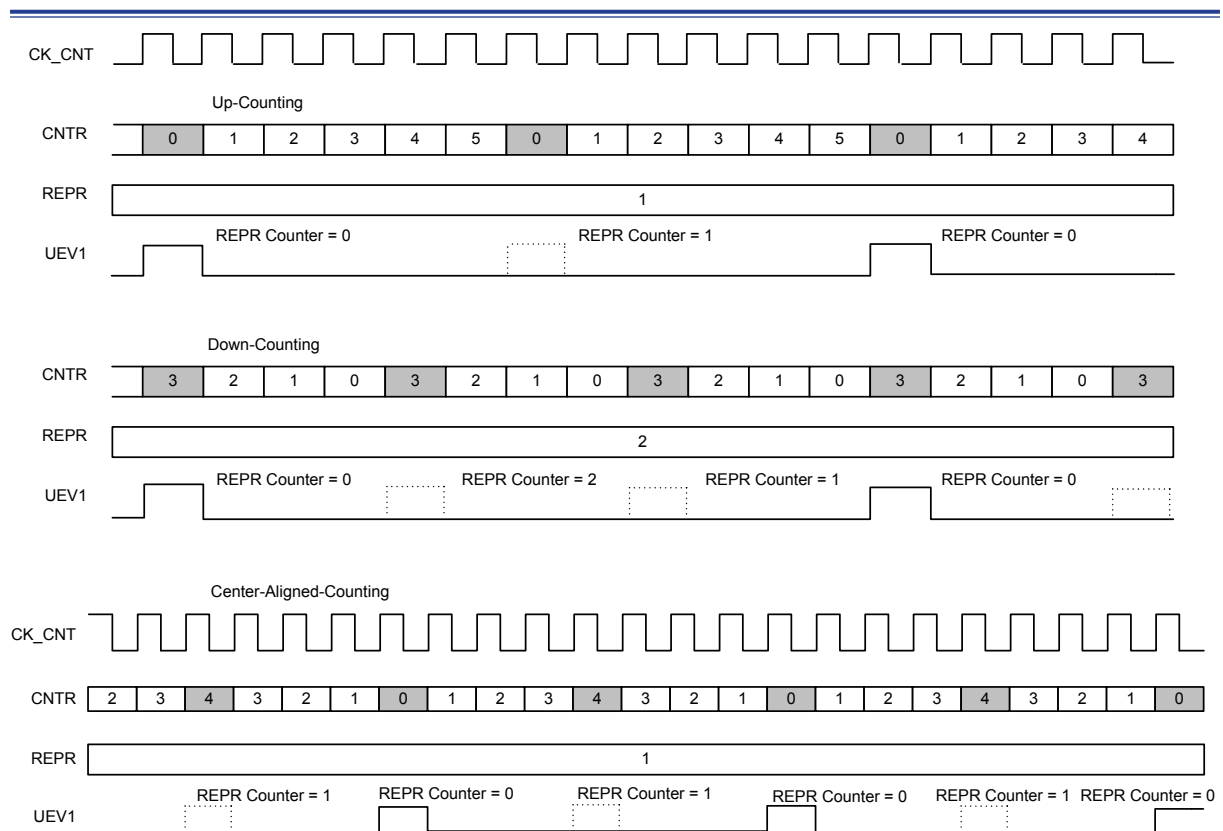 CK_CNT
Up-Counting
CNTR 0 1 2 3 4 5 0 1 2 3 4 5 0 1 2 3 4
REPR 1
REPR Counter = 0 REPR Counter = 1 REPR Counter = 0
UEV1
Down-Counting
CNTR 3 2 1 0 3 2 1 0 3 2 1 0 3 2 1 0 3
REPR 2
REPR Counter = 0 REPR Counter = 2 REPR Counter = 1 REPR Counter = 0
UEV1
Center-Aligned-Counting
CK_CNT
CNTR 2 3 4 3 2 1 0 1 2 3 4 3 2 1 0 1 2 3 4 3 2 1 0
REPR 1
REPR Counter = 1 REPR Counter = 0 REPR Counter = 1 REPR Counter = 0 REPR Counter = 1 REPR Counter = 0
UEV1